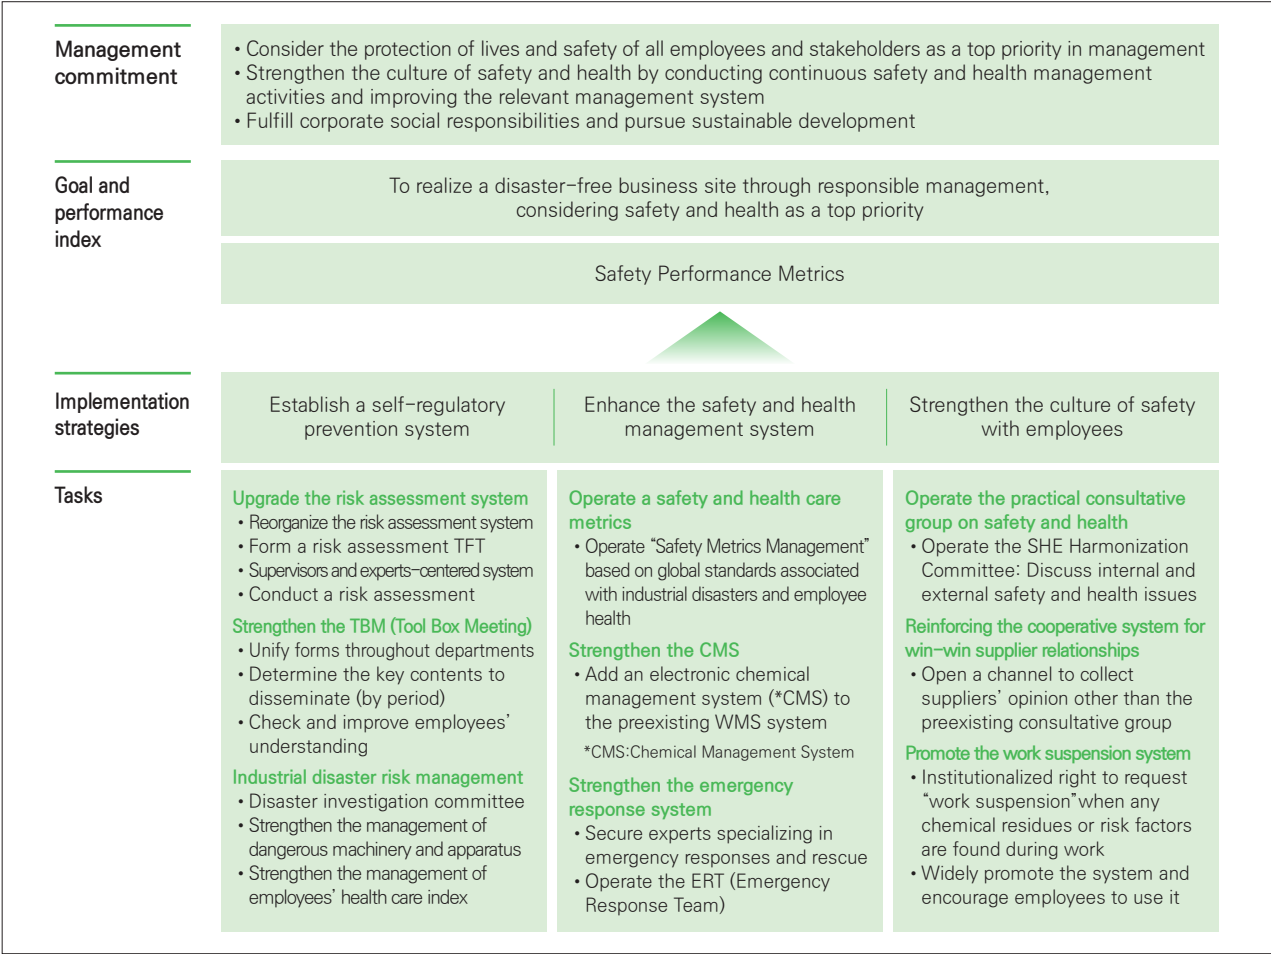 Management
commitment
• Consider the protection of lives and safety of all employees and stakeholders as a top priority in management
• Strengthen the culture of safety and health by conducting continuous safety and health management
activities and improving the relevant management system
• Fulfill corporate social responsibilities and pursue sustainable development
Goal and
performance
index
To realize a disaster-free business site through responsible management,
considering safety and health as a top priority
Safety Performance Metrics
Implementation
strategies
Establish a self-regulatory
prevention system
Enhance the safety and health
management system
Strengthen the culture of safety
with employees
Tasks
Upgrade the risk assessment system
• Reorganize the risk assessment system
• Form a risk assessment TFT
• Supervisors and experts-centered system
• Conduct a risk assessment
Strengthen the TBM (Tool Box Meeting)
• Unify forms throughout departments
• Determine the key contents to
disseminate (by period)
• Check and improve employees’
understanding
Industrial disaster risk management
• Disaster investigation committee
• Strengthen the management of
dangerous machinery and apparatus
• Strengthen the management of
employees’ health care index
Operate a safety and health care
metrics
• Operate “Safety Metrics Management”
based on global standards associated
with industrial disasters and employee
health
Strengthen the CMS
• Add an electronic chemical
management system (*CMS) to
the preexisting WMS system
*CMS:Chemical Management System
Strengthen the emergency
response system
• Secure experts specializing in
emergency responses and rescue
• Operate the ERT (Emergency
Response Team)
Operate the practical consultative
group on safety and health
• Operate the SHE Harmonization
Committee: Discuss internal and
external safety and health issues
Reinforcing the cooperative system for
win-win supplier relationships
• Open a channel to collect
suppliers’ opinion other than the
preexisting consultative group
Promote the work suspension system
• Institutionalized right to request
“work suspension” when any
chemical residues or risk factors
are found during work
• Widely promote the system and
encourage employees to use it